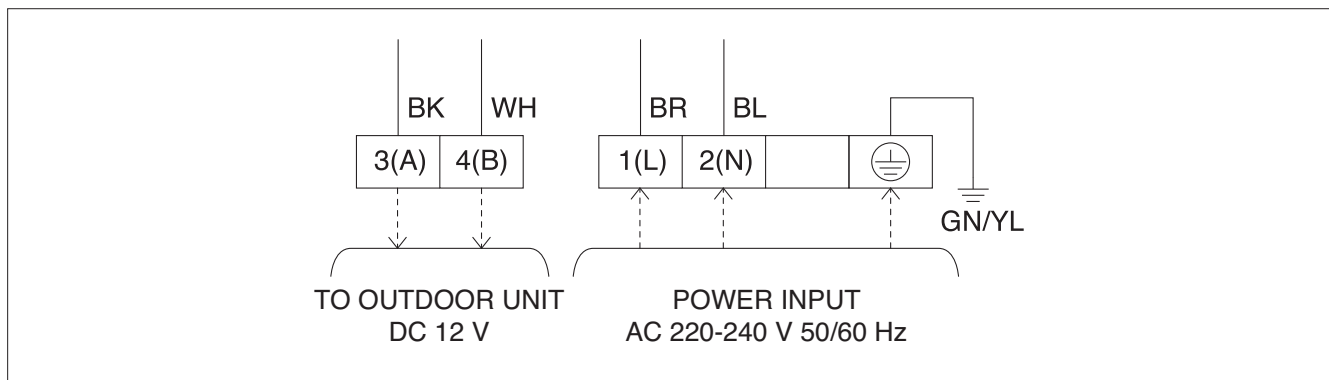 BK WH BR BL
3(A) 4(B) 1(L) 2(N)
GN/YL
TO OUTDOOR UNIT
DC 12 V
POWER INPUT
AC 220-240 V 50/60 Hz